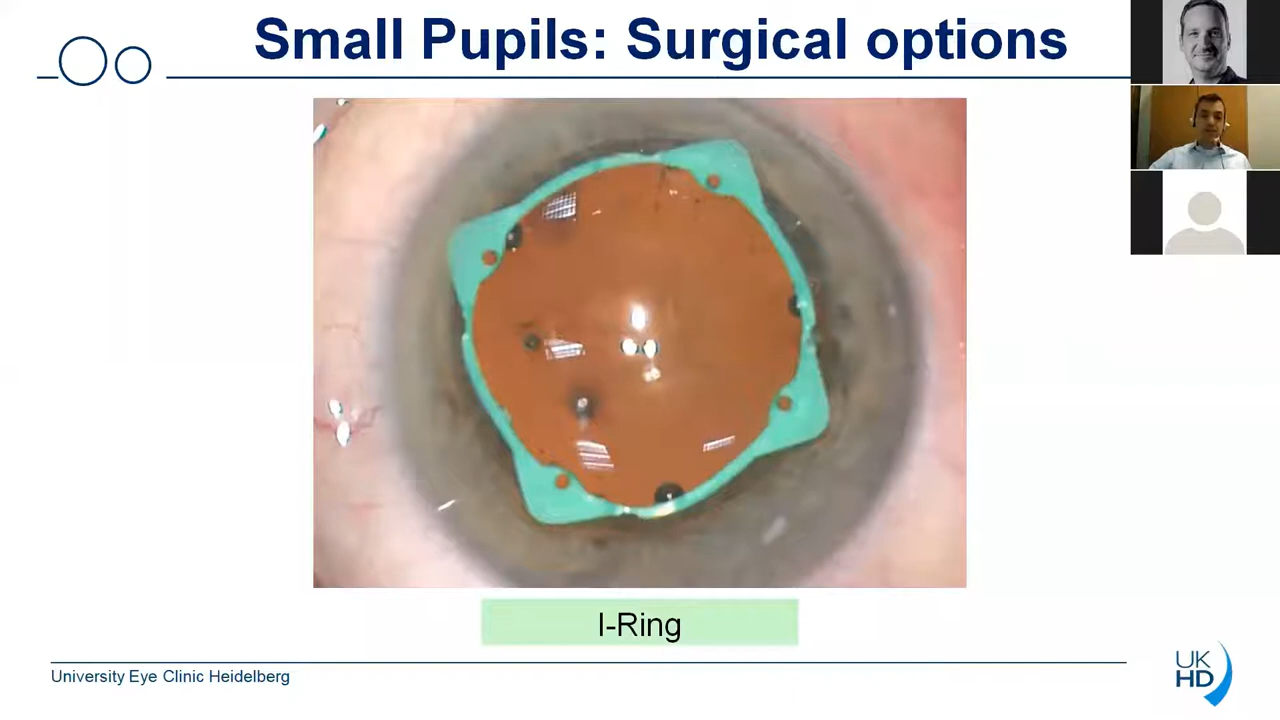 Small Pupils: Surgical options
I-Ring
University Eye Clinic Heidelberg
UK
HD